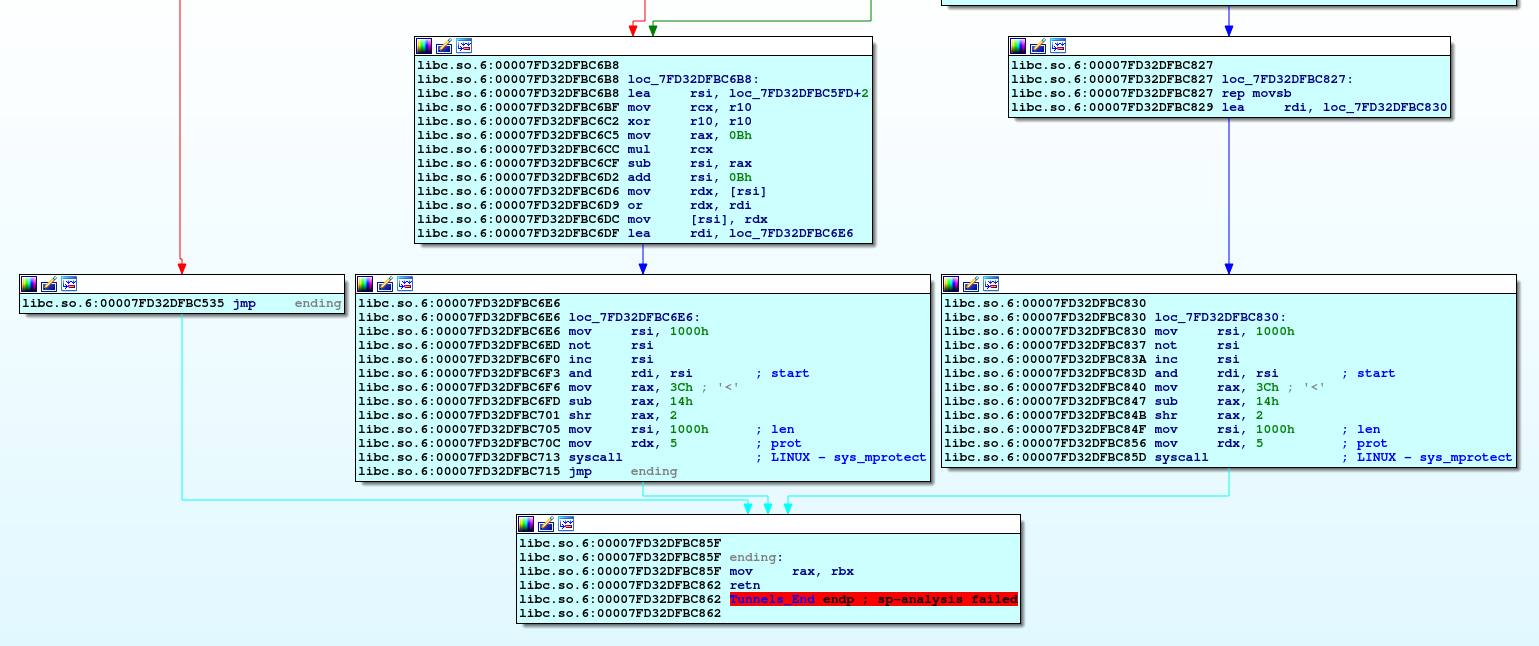 libc.so.6:00007FD32DFBC6B8
libc.so.6:00007FD32DFBC6B8 loc_7FD32DFBC6B8:
libc.so.6:00007FD32DFBC6B8 lea rsi, loc_7FD32DFBC5FD+2
libc.so.6:00007FD32DFBC6BF mov rcx, r10
libc.so.6:00007FD32DFBC6C2 xor r10, r10
libc.so.6:00007FD32DFBC6C5 mov rax, 0Bh
libc.so.6:00007FD32DFBC6CC mul rcx
libc.so.6:00007FD32DFBC6CF sub rsi, rax
libc.so.6:00007FD32DFBC6D2 add rsi, 0Bh
libc.so.6:00007FD32DFBC6D6 mov rdx, [rsi]
libc.so.6:00007FD32DFBC6D9 or rdx, rdi
libc.so.6:00007FD32DFBC6DC mov [rsi], rdx
libc.so.6:00007FD32DFBC6DF lea rdi, loc_7FD32DFBC6E6
libc.so.6:00007FD32DFBC827
libc.so.6:00007FD32DFBC827 loc_7FD32DFBC827:
libc.so.6:00007FD32DFBC827 rep movsb
libc.so.6:00007FD32DFBC829 lea rdi, loc_7FD32DFBC830
libc.so.6:00007FD32DFBC535 jmp ending
libc.so.6:00007FD32DFBC6E6
libc.so.6:00007FD32DFBC6E6 loc_7FD32DFBC6E6:
libc.so.6:00007FD32DFBC6E6 mov rsi, 1000h
libc.so.6:00007FD32DFBC6ED not rsi
libc.so.6:00007FD32DFBC6F0 inc rsi
libc.so.6:00007FD32DFBC6F3 and rdi, rsi ; start
libc.so.6:00007FD32DFBC6F6 mov rax, 3Ch ; '<'
libc.so.6:00007FD32DFBC6FD sub rax, 14h
libc.so.6:00007FD32DFBC701 shr rax, 2
libc.so.6:00007FD32DFBC705 mov rsi, 1000h ; len
libc.so.6:00007FD32DFBC70C mov rdx, 5 ; prot
libc.so.6:00007FD32DFBC713 syscall ; LINUX - sys_mprotect
libc.so.6:00007FD32DFBC715 jmp ending
libc.so.6:00007FD32DFBC830
libc.so.6:00007FD32DFBC830 loc_7FD32DFBC830:
libc.so.6:00007FD32DFBC830 mov rsi, 1000h
libc.so.6:00007FD32DFBC837 not rsi
libc.so.6:00007FD32DFBC83A inc rsi
libc.so.6:00007FD32DFBC83D and rdi, rsi ; start
libc.so.6:00007FD32DFBC840 mov rax, 3Ch ; '<'
libc.so.6:00007FD32DFBC847 sub rax, 14h
libc.so.6:00007FD32DFBC84B shr rax, 2
libc.so.6:00007FD32DFBC84F mov rsi, 1000h ; len
libc.so.6:00007FD32DFBC856 mov rdx, 5 ; prot
libc.so.6:00007FD32DFBC85D syscall ; LINUX - sys_mprotect
libc.so.6:00007FD32DFBC85F
libc.so.6:00007FD32DFBC85F ending:
libc.so.6:00007FD32DFBC85F mov rax, rbx
libc.so.6:00007FD32DFBC862 retn
libc.so.6:00007FD32DFBC862 Tunnels_End endp ; sp-analysis failed
libc.so.6:00007FD32DFBC862